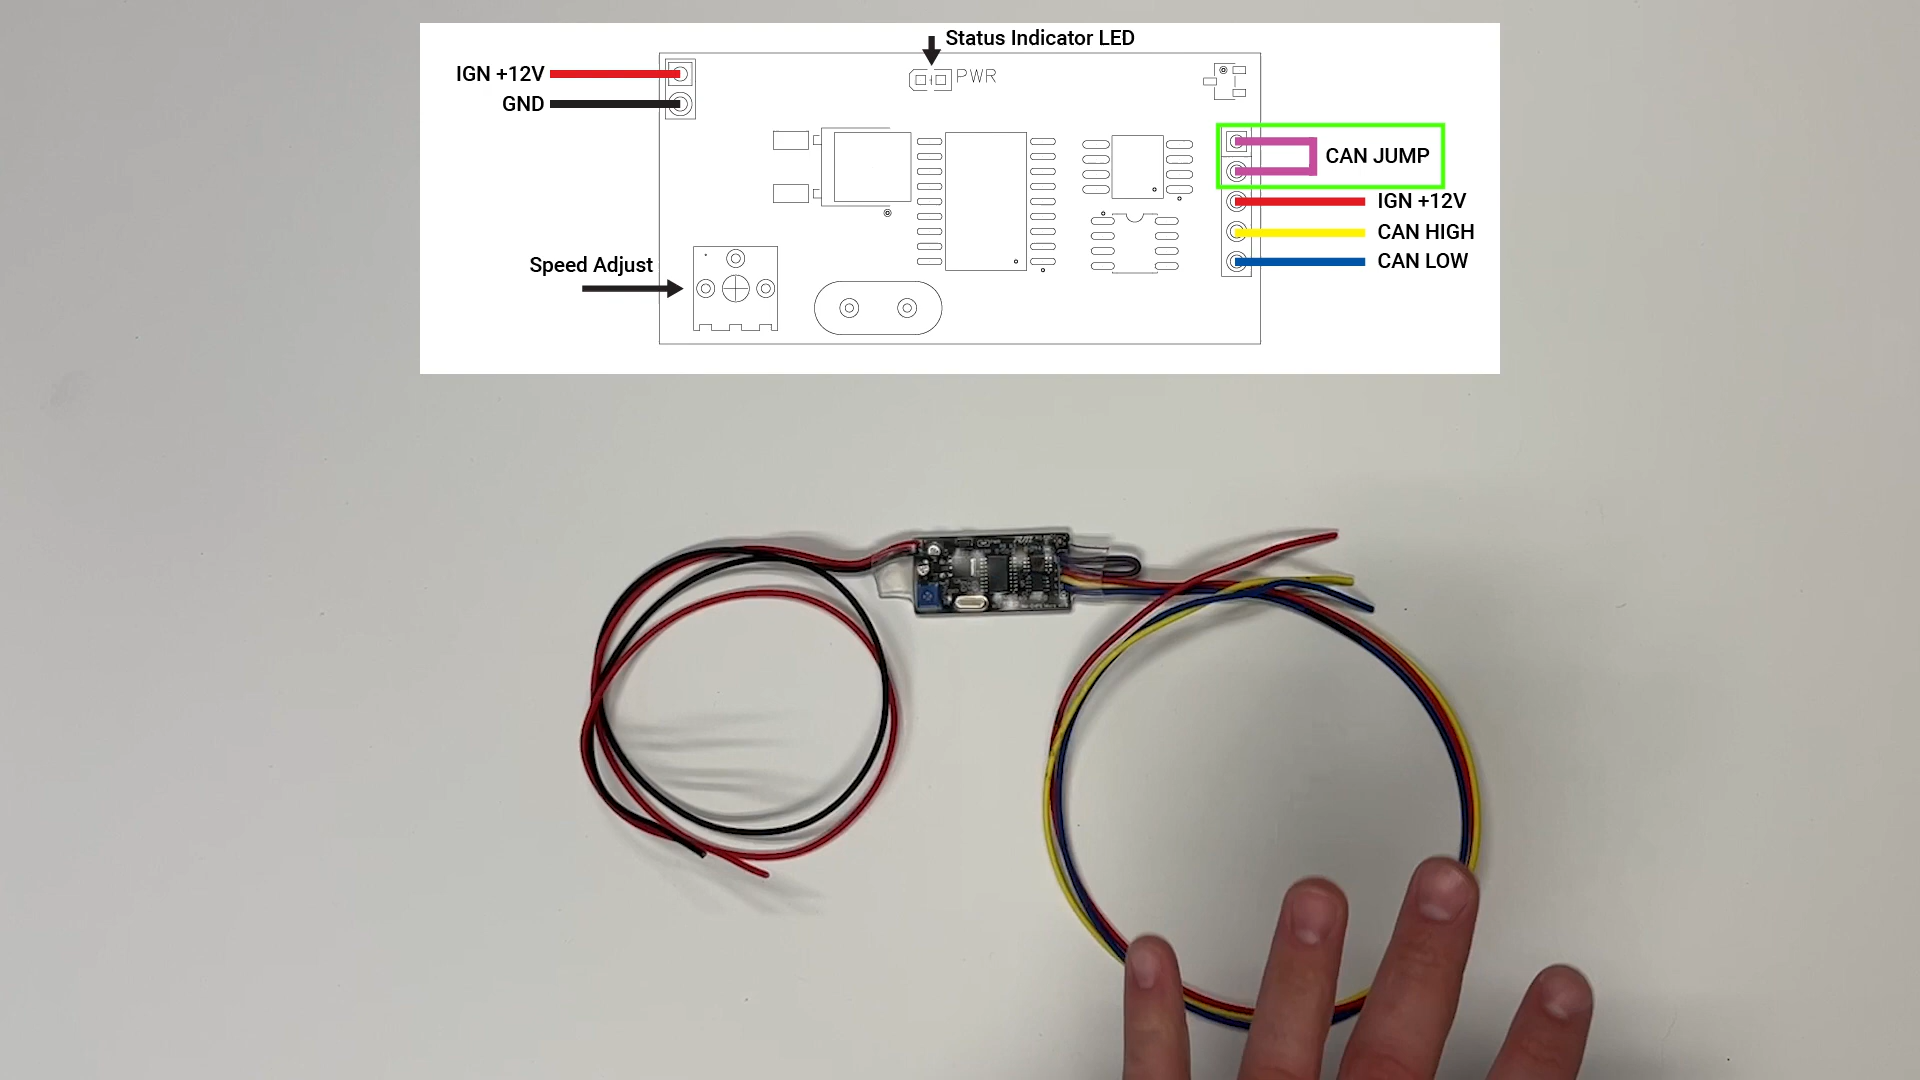 Status Indicator LED
IGN +12V
PWR
GND
CAN JUMP
IGN +12V
CAN HIGH
Speed Adjust
CAN LOW